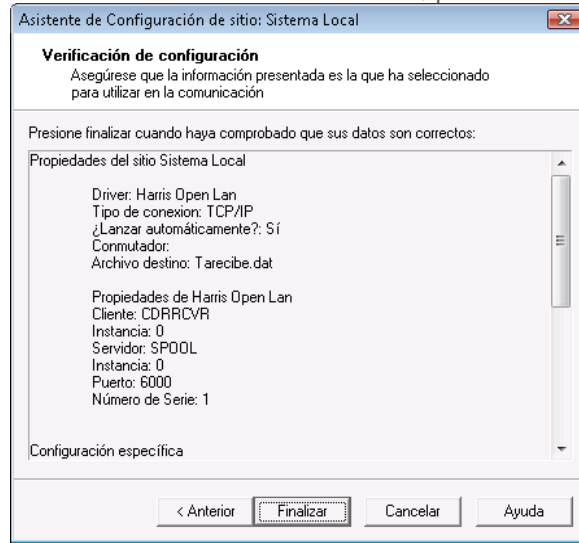 Asistente de Configuración de sitio: Sistema Local
Verificación de configuración
Asegúrese que la información presentada es la que ha seleccionado
para utilizar en la comunicación
Presione finalizar cuando haya comprobado que sus datos son correctos:
Propiedades del sitio Sistema Local
Driver: Harris Open Lan
Tipo de conexion: TCP/IP
¿Lanzar automáticamente?: Sí
Conmutador:
Archivo destino: Tarecibe.dat
Propiedades de Harris Open Lan
Cliente: CDRRCVR
Instancia: 0
Servidor: SPOOL
Instancia: 0
Puerto: 6000
Número de Serie: 1
Configuración específica
< Anterior Finalizar Cancelar Ayuda